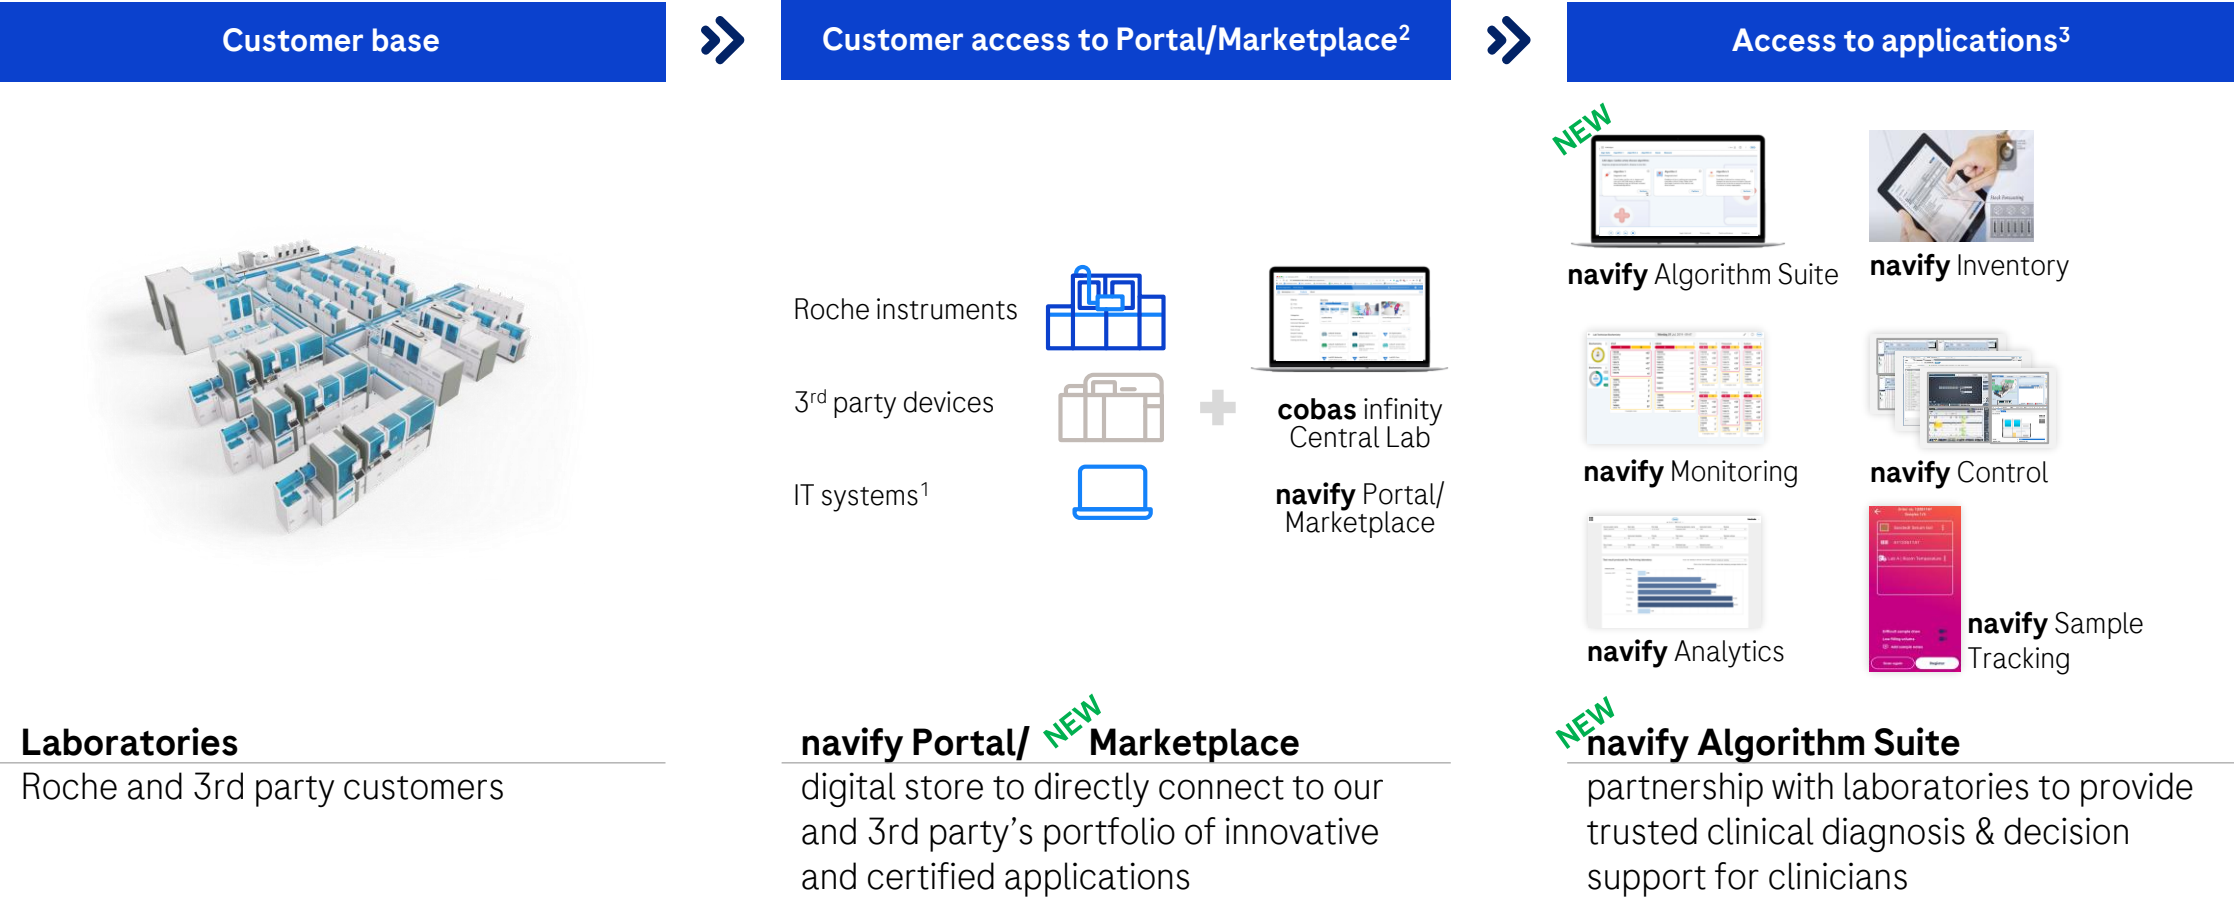 Customer base
Customer access to Portal/Marketplace²
Access to applications³
NEW
navify Algorithm Suite
navify Inventory
Roche instruments
3rd party devices
IT systems¹
cobas infinity
Central Lab
navify Portal/
Marketplace
navify Monitoring
navify Control
navify Analytics
navify Sample
Tracking
Laboratories
Roche and 3rd party customers
navify Portal/ NEW Marketplace
digital store to directly connect to our
and 3rd party’s portfolio of innovative
and certified applications
NEW
navify Algorithm Suite
partnership with laboratories to provide
trusted clinical diagnosis & decision
support for clinicians